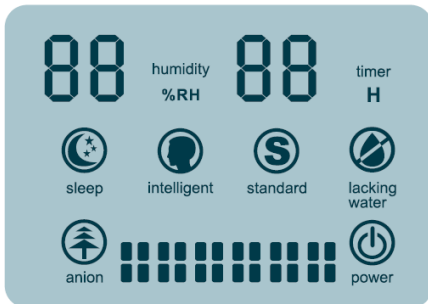 88 humidity %RH 88 timer H
sleep intelligent S standard lacking water
anion power